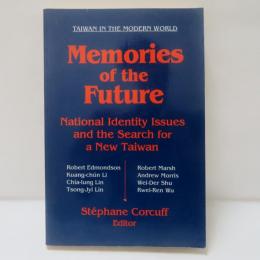 TAIWAN IN THE MODERN WORLD
Memories
of the
Future
National Identity Issues
and the Search for
a New Taiwan
Robert Edmondson
Kuang-chün Li
Chia-lung Lin
Tsong-Jyi Lin
Robert Marsh
Andrew Morris
Wei-Der Shu
Rwei-Ren Wu
Stéphane Corcuff
Editor